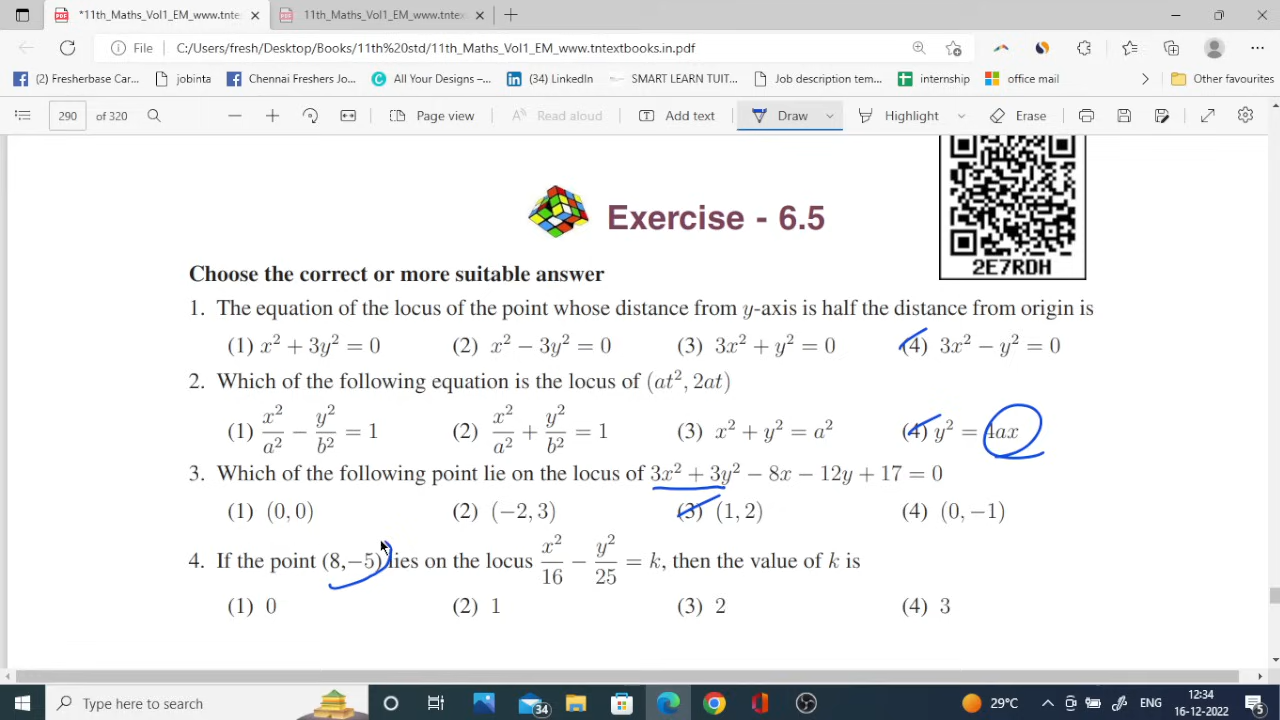 *11th_Maths_Vol1_EM_www.tnte
11th_Maths_Vol1_EM_www.tntex
File C:/Users/fresh/Desktop/Books/11th%20std/11th_Maths_Vol1_EM_www.tntextbooks.in.pdf
(2) Fresherbase Car... jobinta Chennai Freshers Jo... All Your Designs –... (34) LinkedIn SMART LEARN TUIT... Job description tem... internship office mail Other favourites
290 of 320 Page view Read aloud Add text Draw Highlight Erase
Exercise - 6.5
2E7RDH
Choose the correct or more suitable answer
1. The equation of the locus of the point whose distance from y-axis is half the distance from origin is
(1) x² + 3y² = 0 (2) x² − 3y² = 0 (3) 3x² + y² = 0 (4) 3x² − y² = 0
2. Which of the following equation is the locus of (at², 2at)
(1) x²/a² − y²/b² = 1 (2) x²/a² + y²/b² = 1 (3) x² + y² = a² (4) y² = 4ax
3. Which of the following point lie on the locus of 3x² + 3y² − 8x − 12y + 17 = 0
(1) (0, 0) (2) (−2, 3) (3) (1, 2) (4) (0, −1)
4. If the point (8,−5) lies on the locus x²/16 − y²/25 = k, then the value of k is
(1) 0 (2) 1 (3) 2 (4) 3
Type here to search 34 29°C ENG 12:34 16-12-2022 5